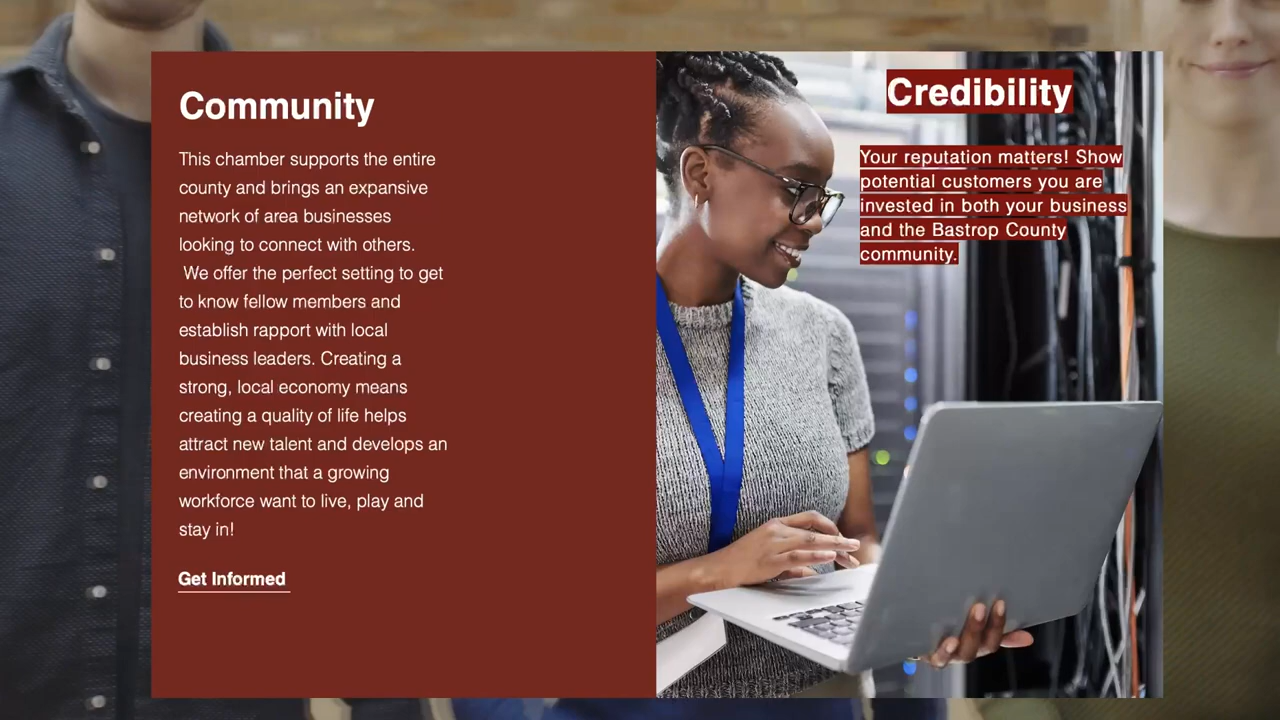 Community
This chamber supports the entire
county and brings an expansive
network of area businesses
looking to connect with others.
We offer the perfect setting to get
to know fellow members and
establish rapport with local
business leaders. Creating a
strong, local economy means
creating a quality of life helps
attract new talent and develops an
environment that a growing
workforce want to live, play and
stay in!
Get Informed
Credibility
Your reputation matters! Show
potential customers you are
invested in both your business
and the Bastrop County
community.